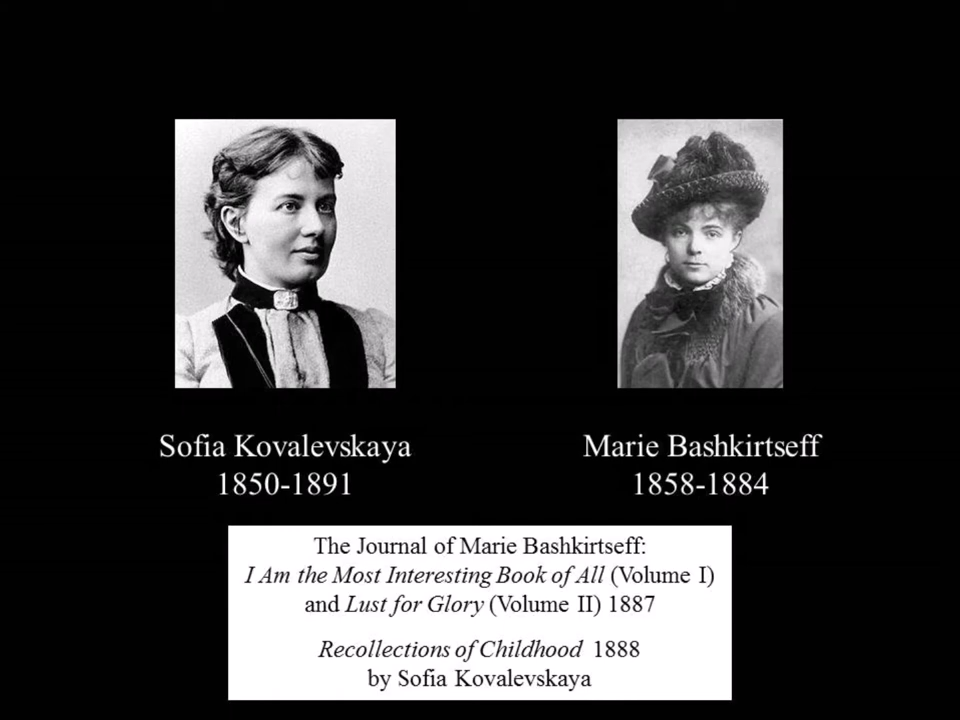 Sofia Kovalevskaya
1850-1891
Marie Bashkirtseff
1858-1884
The Journal of Marie Bashkirtseff:
I Am the Most Interesting Book of All (Volume I)
and Lust for Glory (Volume II) 1887
Recollections of Childhood 1888
by Sofia Kovalevskaya